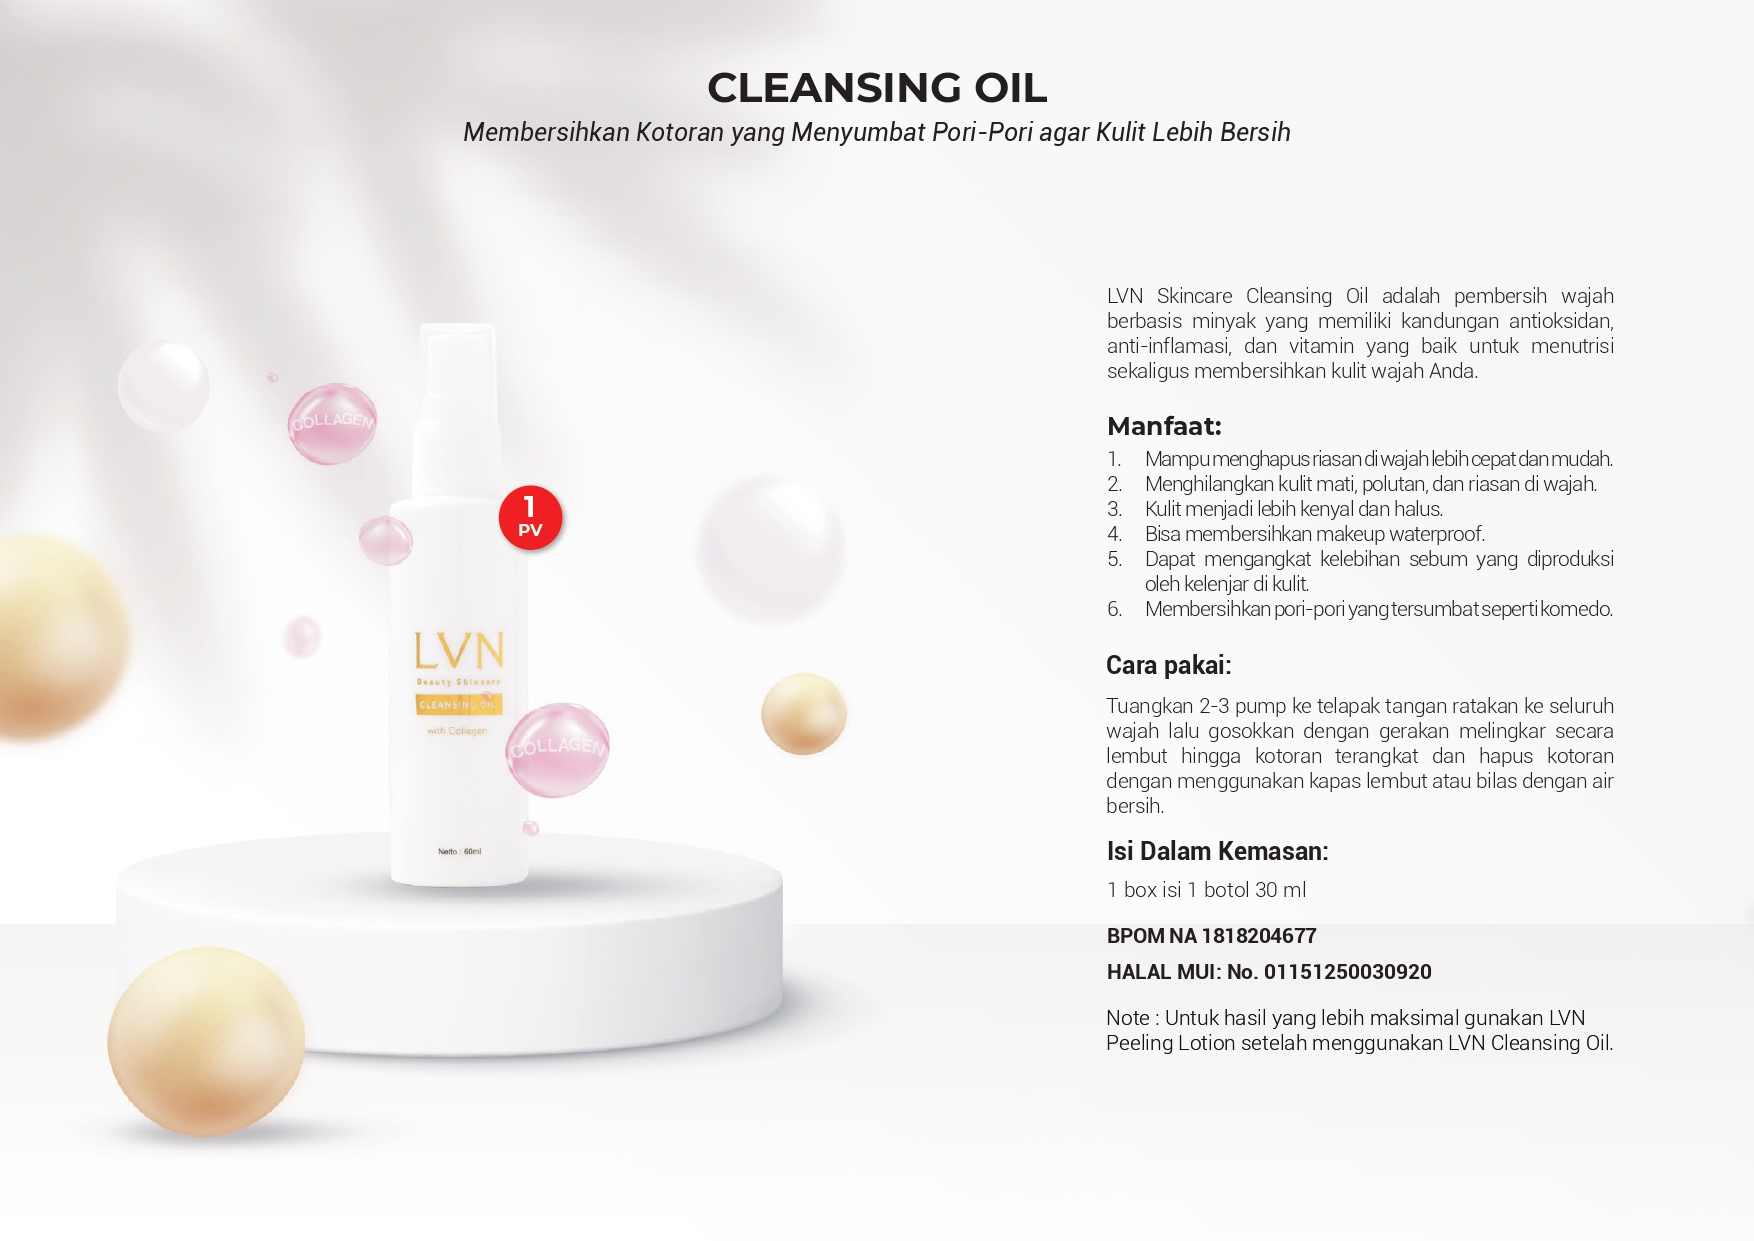 CLEANSING OIL
Membersihkan Kotoran yang Menyumbat Pori-Pori agar Kulit Lebih Bersih
COLLAGEN
1
PV
LVN
Beauty Skincare
CLEANSING OIL
with Collagen
COLLAGEN
Netto : 60ml
LVN Skincare Cleansing Oil adalah pembersih wajah
berbasis minyak yang memiliki kandungan antioksidan,
anti-inflamasi, dan vitamin yang baik untuk menutrisi
sekaligus membersihkan kulit wajah Anda.
Manfaat:
1. Mampu menghapus riasan di wajah lebih cepat dan mudah.
2. Menghilangkan kulit mati, polutan, dan riasan di wajah.
3. Kulit menjadi lebih kenyal dan halus.
4. Bisa membersihkan makeup waterproof.
5. Dapat mengangkat kelebihan sebum yang diproduksi
oleh kelenjar di kulit.
6. Membersihkan pori-pori yang tersumbat seperti komedo.
Cara pakai:
Tuangkan 2-3 pump ke telapak tangan ratakan ke seluruh
wajah lalu gosokkan dengan gerakan melingkar secara
lembut hingga kotoran terangkat dan hapus kotoran
dengan menggunakan kapas lembut atau bilas dengan air
bersih.
Isi Dalam Kemasan:
1 box isi 1 botol 30 ml
BPOM NA 1818204677
HALAL MUI: No. 01151250030920
Note : Untuk hasil yang lebih maksimal gunakan LVN
Peeling Lotion setelah menggunakan LVN Cleansing Oil.